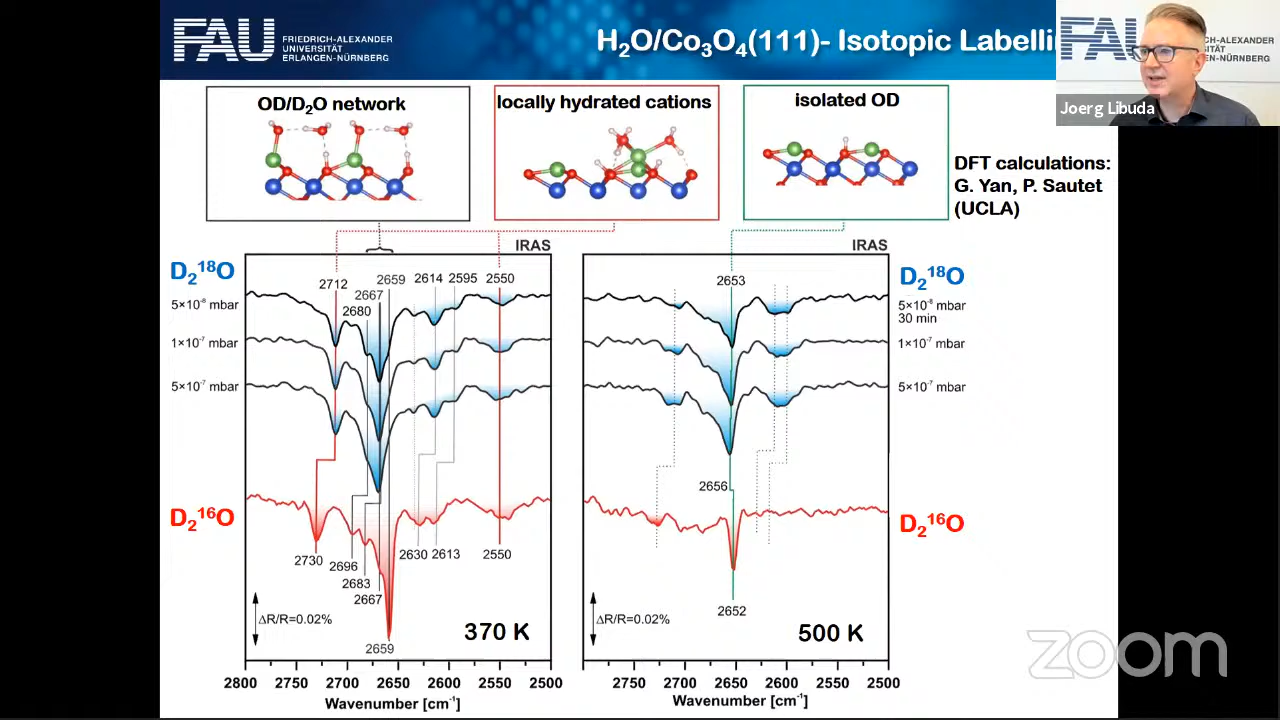 FAU
FRIEDRICH-ALEXANDER
UNIVERSITÄT
ERLANGEN-NÜRNBERG
H₂O/Co₃O₄(111)- Isotopic Labelli
FAU
RICH-ALEXANDER
SITÄT
GEN-NÜRNBERG
Joerg Libuda
OD/D₂O network
locally hydrated cations
isolated OD
DFT calculations:
G. Yan, P. Sautet
(UCLA)
IRAS
D₂¹⁸O
5×10⁻⁸ mbar
1×10⁻⁷ mbar
5×10⁻⁷ mbar
2712
2680
2667
2659
2614
2595
2550
D₂¹⁶O
2730
2696
2683
2667
2659
2630
2613
2550
ΔR/R=0.02%
370 K
2800 2750 2700 2650 2600 2550 2500
Wavenumber [cm⁻¹]
IRAS
D₂¹⁸O
5×10⁻⁸ mbar
30 min
1×10⁻⁷ mbar
5×10⁻⁷ mbar
2653
2656
D₂¹⁶O
2652
ΔR/R=0.02%
500 K
2750 2700 2650 2600 2550 2500
Wavenumber [cm⁻¹]
zoom